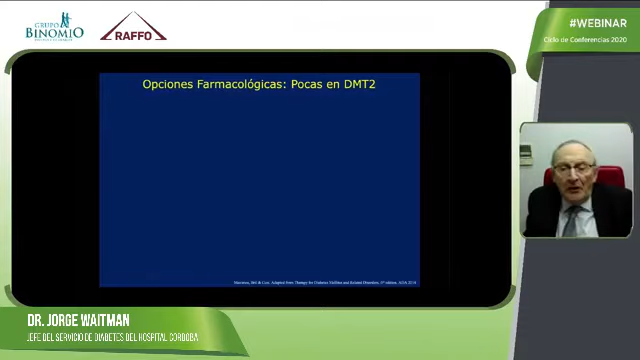 GRUPO
BINOMIO
RAFFO
#WEBINAR
Ciclo de Conferencias 2020
Opciones Farmacológicas: Pocas en DMT2
DR. JORGE WAITMAN
JEFE DEL SERVICIO DE DIABETES DEL HOSPITAL CORDOBA